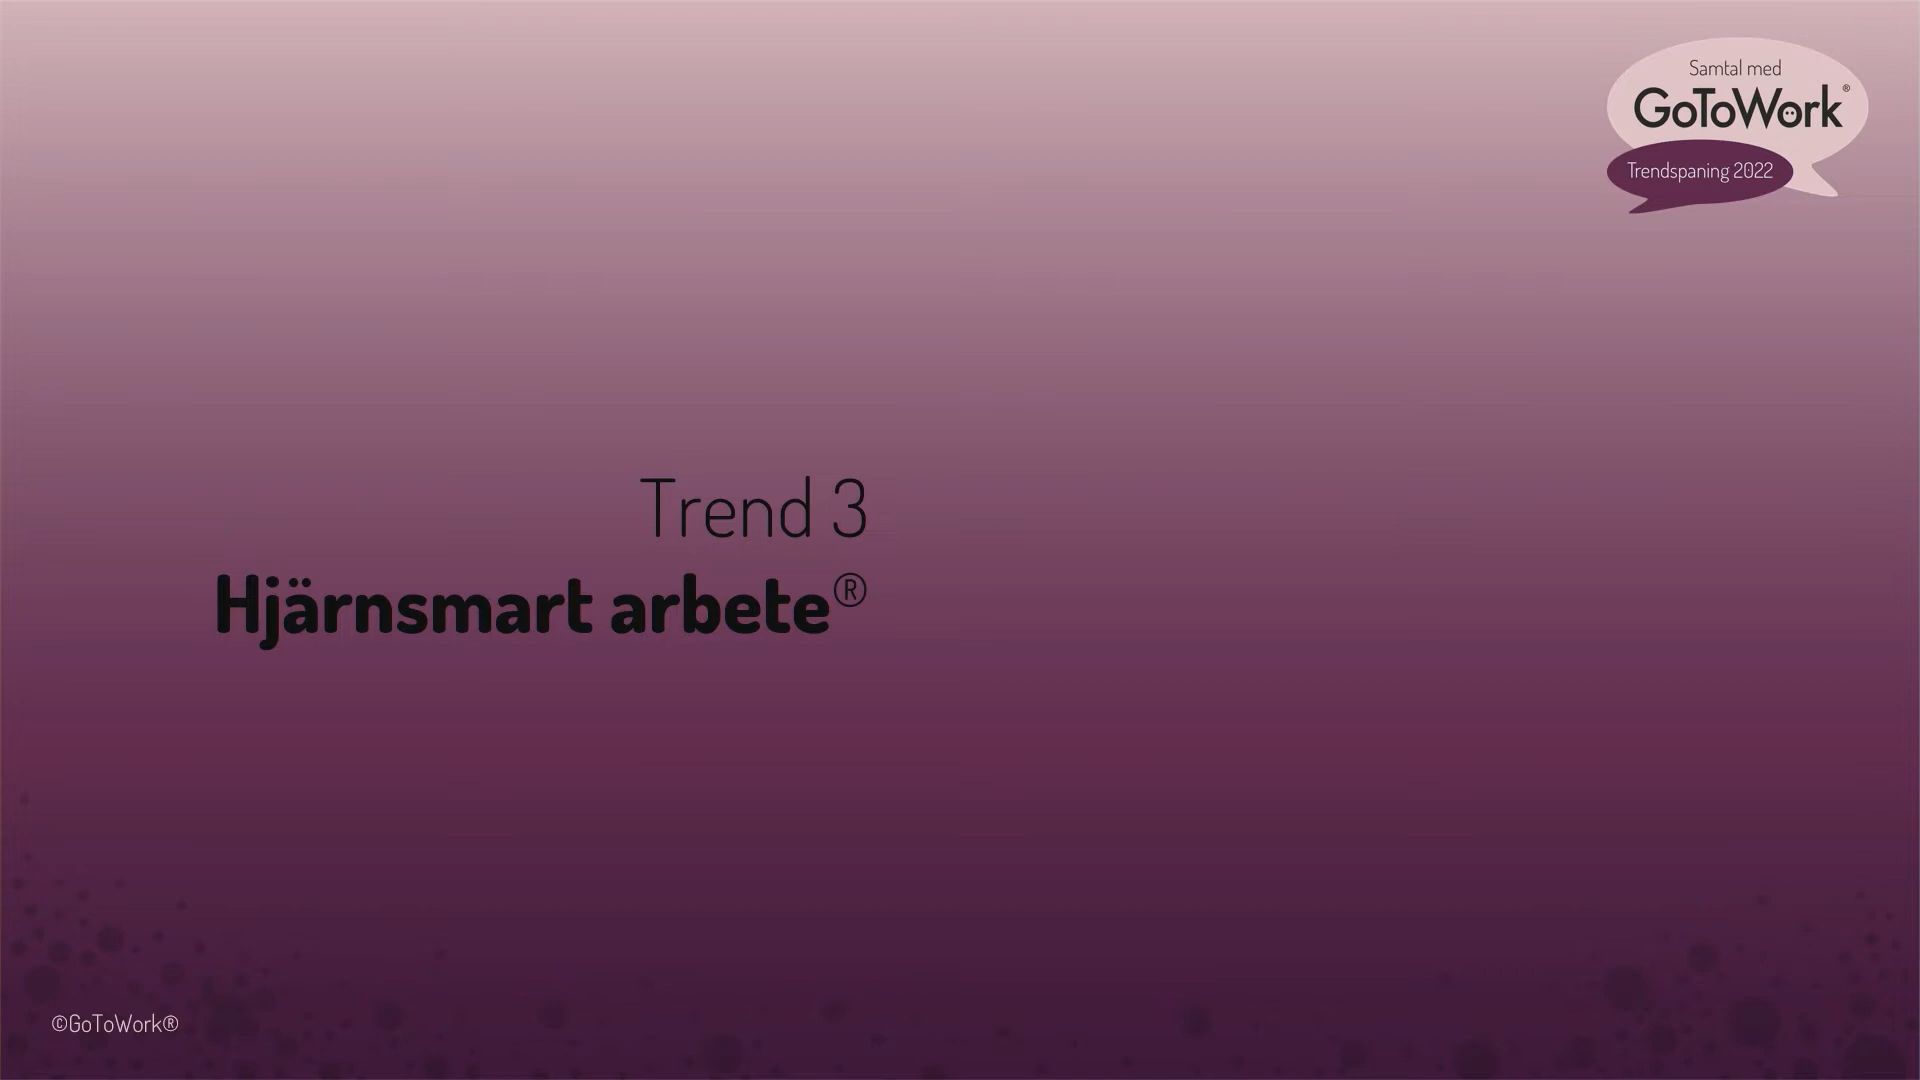 Samtal med
GoToWork®
Trendspaning 2022
Trend 3
Hjärnsmart arbete®
©GoToWork®